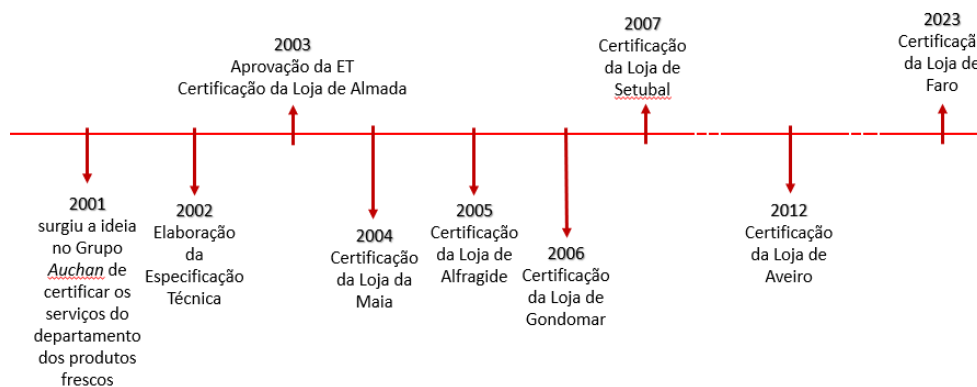 2001
surgiu a ideia
no Grupo
Auchan de
certificar os
serviços do
departamento
dos produtos
frescos
2002
Elaboração
da
Especificação
Técnica
2003
Aprovação da ET
Certificação da Loja de Almada
2004
Certificação
da Loja da
Maia
2005
Certificação
da Loja de
Alfragide
2006
Certificação
da Loja de
Gondomar
2007
Certificação
da Loja de
Setubal
2012
Certificação
da Loja de
Aveiro
2023
Certificaçã
da Loja de
Faro